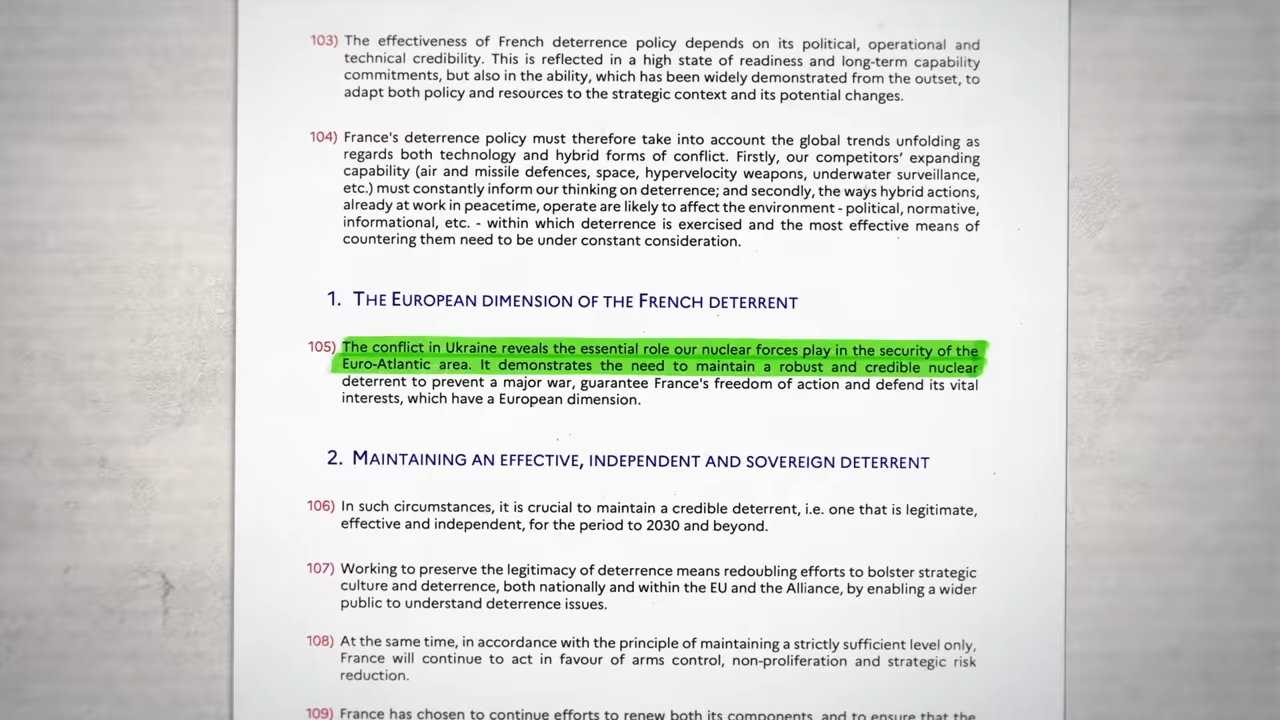 103) The effectiveness of French deterrence policy depends on its political, operational and
technical credibility. This is reflected in a high state of readiness and long-term capability
commitments, but also in the ability, which has been widely demonstrated from the outset, to
adapt both policy and resources to the strategic context and its potential changes.
104) France's deterrence policy must therefore take into account the global trends unfolding as
regards both technology and hybrid forms of conflict. Firstly, our competitors' expanding
capability (air and missile defences, space, hypervelocity weapons, underwater surveillance,
etc.) must constantly inform our thinking on deterrence; and secondly, the ways hybrid actions,
already at work in peacetime, operate are likely to affect the environment - political, normative,
informational, etc. - within which deterrence is exercised and the most effective means of
countering them need to be under constant consideration.
1. THE EUROPEAN DIMENSION OF THE FRENCH DETERRENT
105) The conflict in Ukraine reveals the essential role our nuclear forces play in the security of the
Euro-Atlantic area. It demonstrates the need to maintain a robust and credible nuclear
deterrent to prevent a major war, guarantee France's freedom of action and defend its vital
interests, which have a European dimension.
2. MAINTAINING AN EFFECTIVE, INDEPENDENT AND SOVEREIGN DETERRENT
106) In such circumstances, it is crucial to maintain a credible deterrent, i.e. one that is legitimate,
effective and independent, for the period to 2030 and beyond.
107) Working to preserve the legitimacy of deterrence means redoubling efforts to bolster strategic
culture and deterrence, both nationally and within the EU and the Alliance, by enabling a wider
public to understand deterrence issues.
108) At the same time, in accordance with the principle of maintaining a strictly sufficient level only,
France will continue to act in favour of arms control, non-proliferation and strategic risk
reduction.
109) France has chosen to continue efforts to renew both its components, and to ensure that the